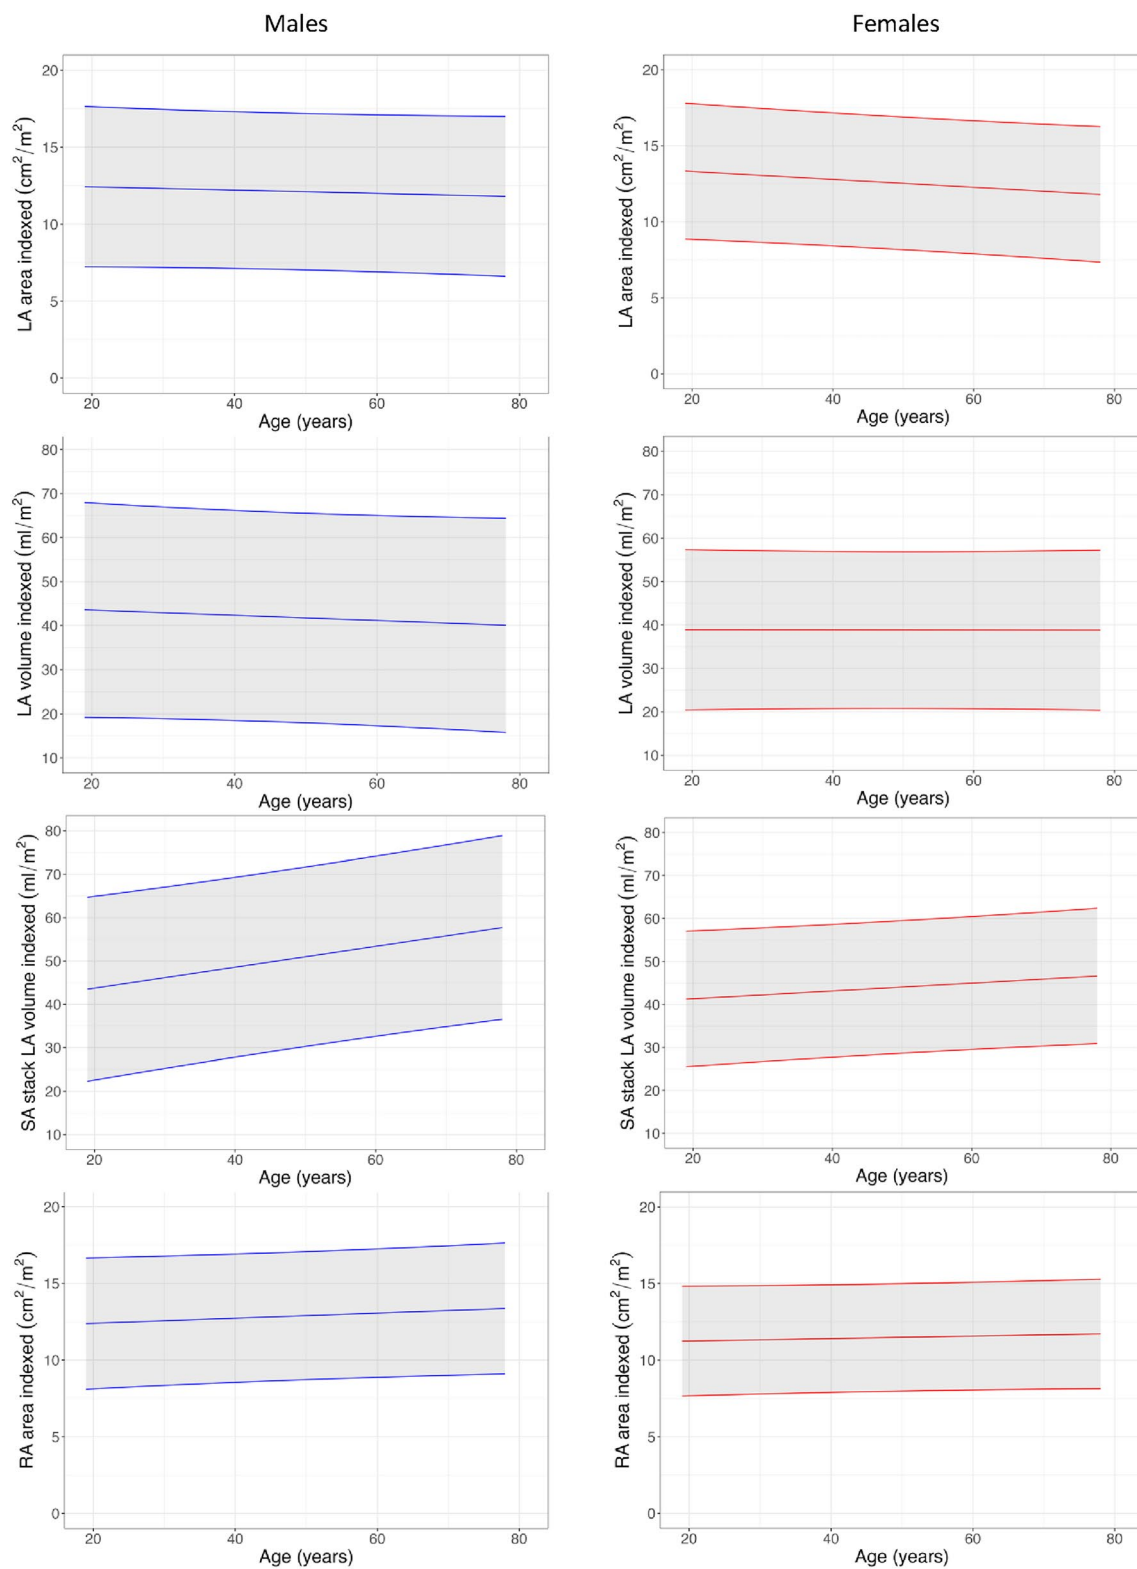 Males
Females
20
15
10
5
0
LA area indexed (cm²/m²)
20 40 60 80
Age (years)
20
15
10
5
0
LA area indexed (cm²/m²)
20 40 60 80
Age (years)
80
70
60
50
40
30
20
10
LA volume indexed (ml/m²)
20 40 60 80
Age (years)
80
70
60
50
40
30
20
10
LA volume indexed (ml/m²)
20 40 60 80
Age (years)
80
70
60
50
40
30
20
10
SA stack LA volume indexed (ml/m²)
20 40 60 80
Age (years)
80
70
60
50
40
30
20
10
SA stack LA volume indexed (ml/m²)
20 40 60 80
Age (years)
20
15
10
5
0
RA area indexed (cm²/m²)
20 40 60 80
Age (years)
20
15
10
5
0
RA area indexed (cm²/m²)
20 40 60 80
Age (years)